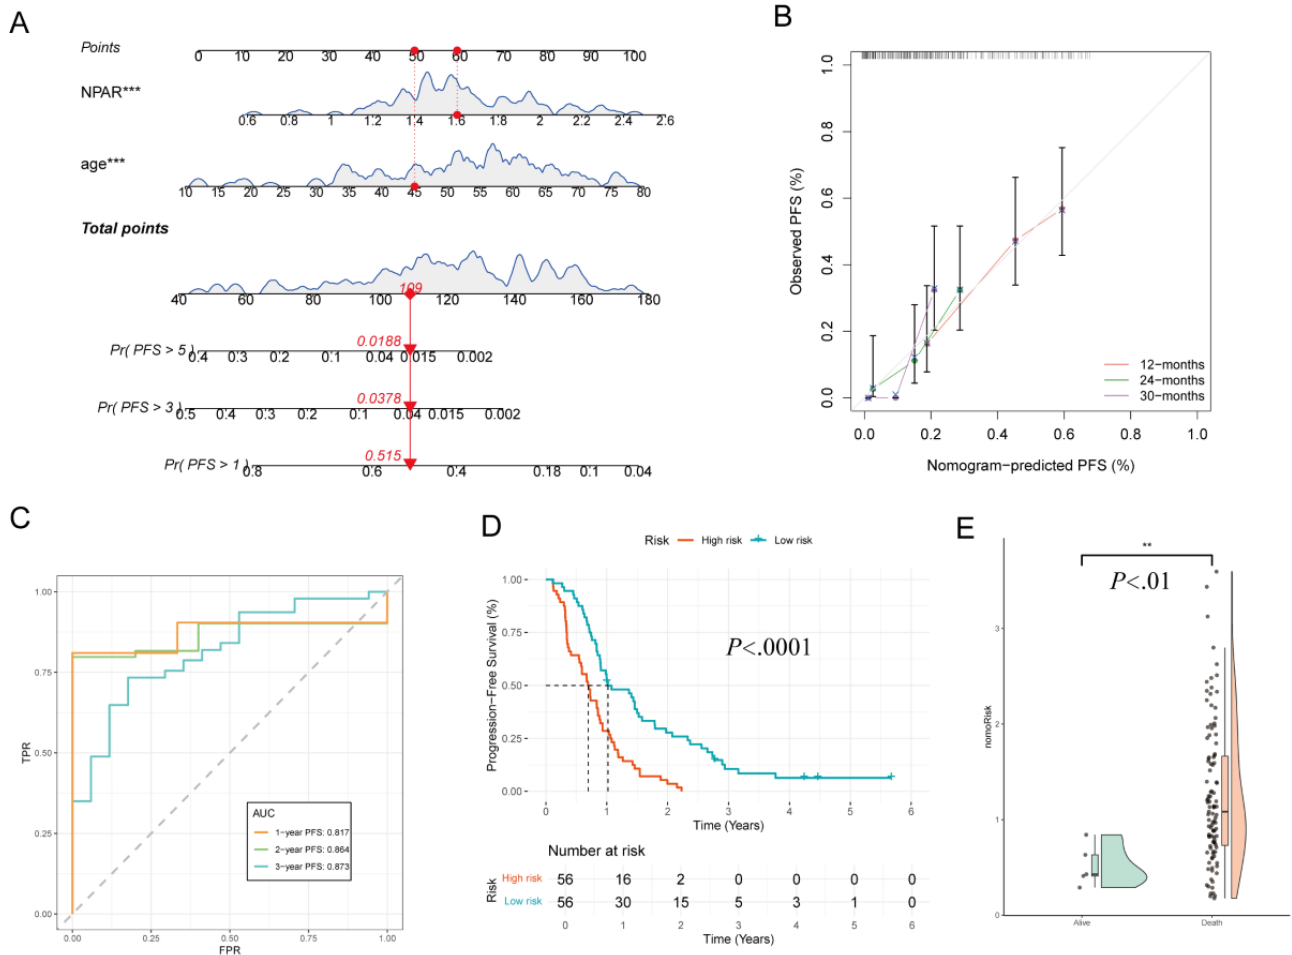 A
Points
0 10 20 30 40 50 60 70 80 90 100
NPAR***
0.6 0.8 1 1.2 1.4 1.6 1.8 2 2.2 2.4 2.6
age***
10 15 20 25 30 35 40 45 50 55 60 65 70 75 80
Total points
109
40 60 80 100 120 140 160 180
0.0188
Pr( PFS > 5 )
0.4 0.3 0.2 0.1 0.04 0.015 0.002
0.0378
Pr( PFS > 3 )
0.5 0.4 0.3 0.2 0.1 0.04 0.015 0.002
0.515
Pr( PFS > 1 )
0.8 0.6 0.4 0.18 0.1 0.04
B
Observed PFS (%)
1.0
0.8
0.6
0.4
0.2
0.0
12-months
24-months
30-months
0.0 0.2 0.4 0.6 0.8 1.0
Nomogram-predicted PFS (%)
C
TPR
1.00
0.75
0.50
0.25
0.00
AUC
1-year PFS: 0.817
2-year PFS: 0.864
3-year PFS: 0.873
0.00 0.25 0.50 0.75 1.00
FPR
D
Risk High risk Low risk
Progression-Free Survival (%)
1.00
0.75
0.50
0.25
0.00
P<.0001
0 1 2 3 4 5 6
Time (Years)
Number at risk
Risk
High risk 56 16 2 0 0 0 0
Low risk 56 30 15 5 3 1 0
0 1 2 3 4 5 6
Time (Years)
E
**
P<.01
nomoRisk
3
2
1
0
Alive Death